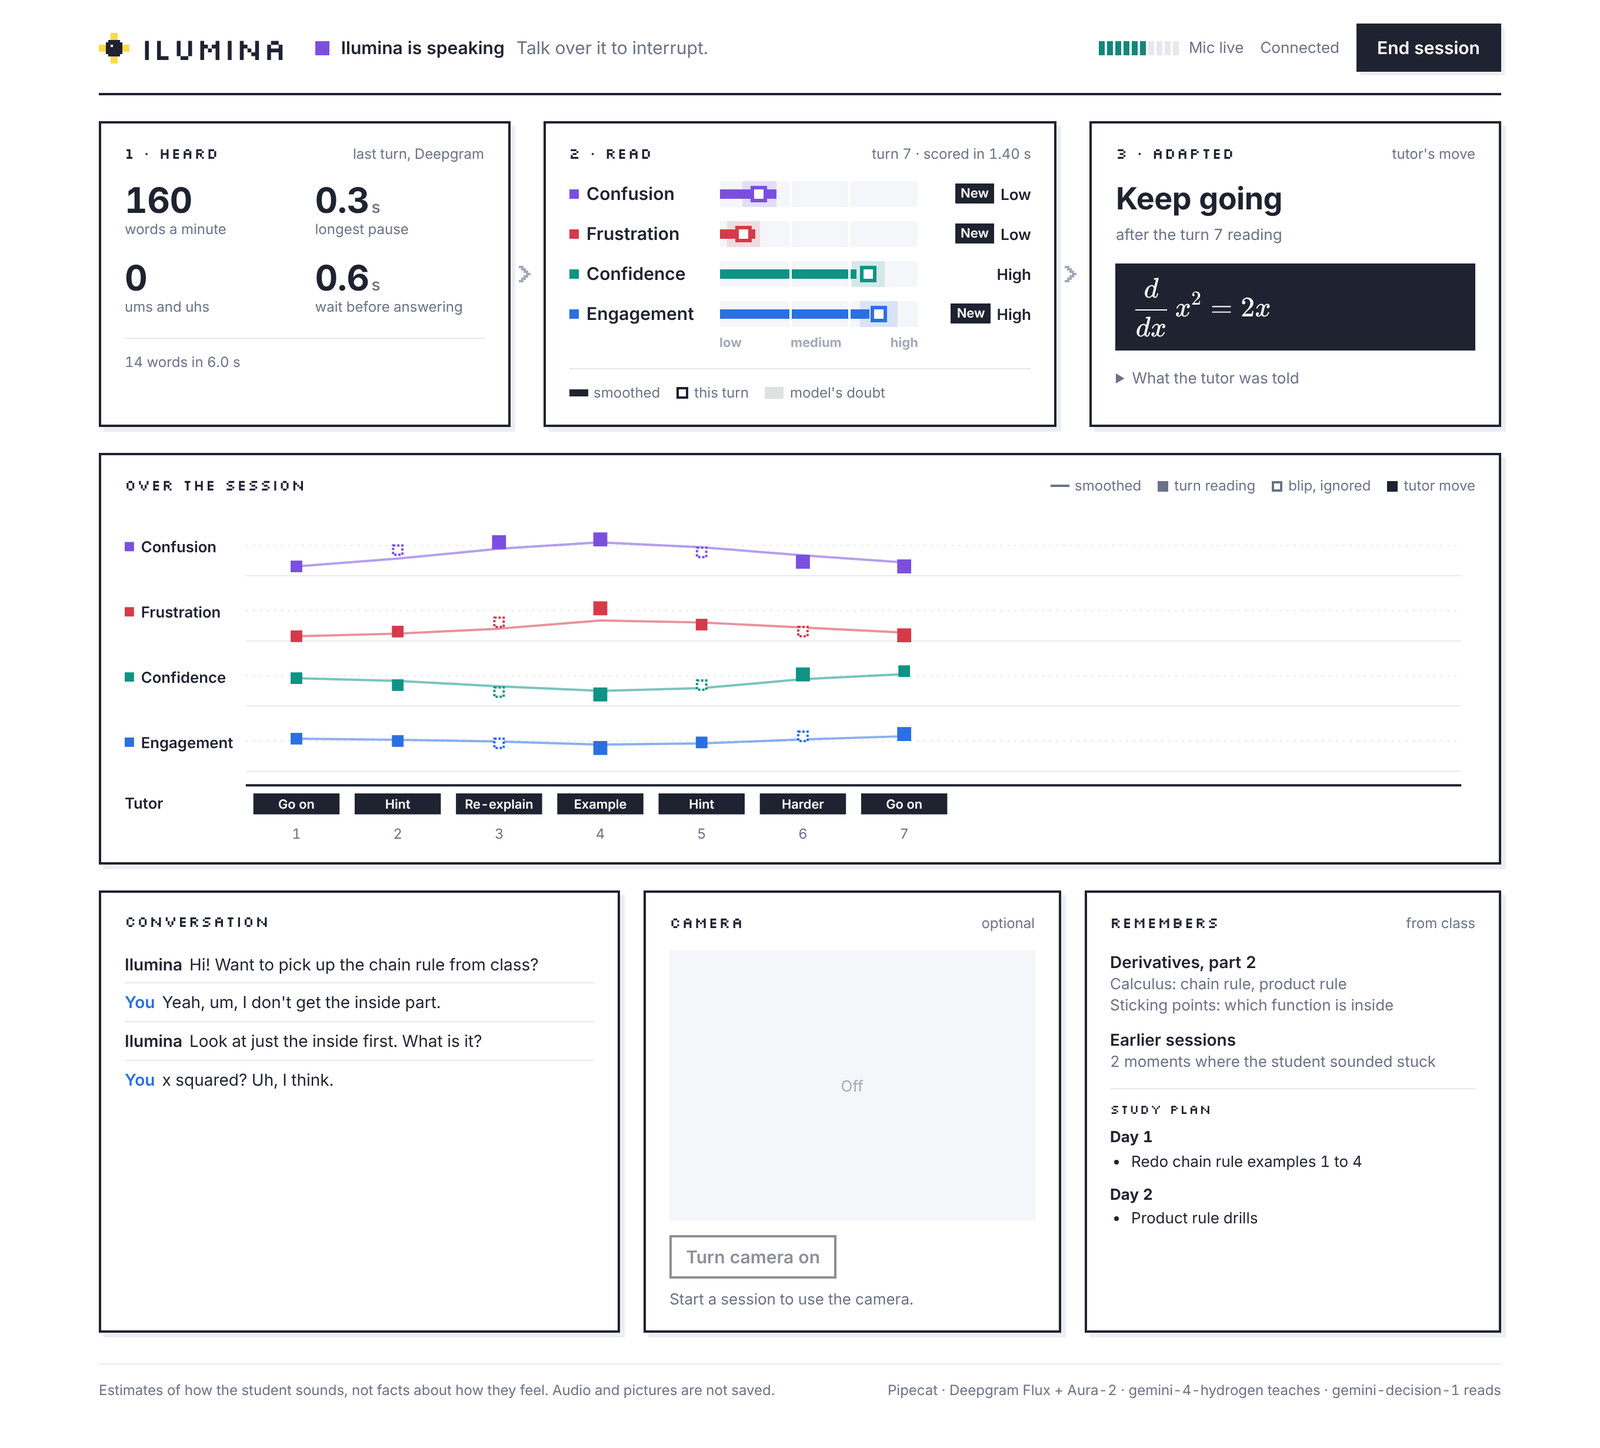 ILUMINA
Ilumina is speaking Talk over it to interrupt.
Mic live Connected End session
1 · HEARD last turn, Deepgram
160 0.3 s
words a minute longest pause
0 0.6 s
ums and uhs wait before answering
14 words in 6.0 s
2 · READ turn 7 · scored in 1.40 s
Confusion New Low
Frustration New Low
Confidence High
Engagement New High
low medium high
smoothed this turn model's doubt
3 · ADAPTED tutor's move
Keep going
after the turn 7 reading
d/dx x² = 2x
▶ What the tutor was told
OVER THE SESSION smoothed turn reading blip, ignored tutor move
Confusion
Frustration
Confidence
Engagement
Tutor Go on Hint Re-explain Example Hint Harder Go on
1 2 3 4 5 6 7
CONVERSATION
Ilumina Hi! Want to pick up the chain rule from class?
You Yeah, um, I don't get the inside part.
Ilumina Look at just the inside first. What is it?
You x squared? Uh, I think.
CAMERA optional
Off
Turn camera on
Start a session to use the camera.
REMEMBERS from class
Derivatives, part 2
Calculus: chain rule, product rule
Sticking points: which function is inside
Earlier sessions
2 moments where the student sounded stuck
STUDY PLAN
Day 1
• Redo chain rule examples 1 to 4
Day 2
• Product rule drills
Estimates of how the student sounds, not facts about how they feel. Audio and pictures are not saved.
Pipecat · Deepgram Flux + Aura-2 · gemini-4-hydrogen teaches · gemini-decision-1 reads